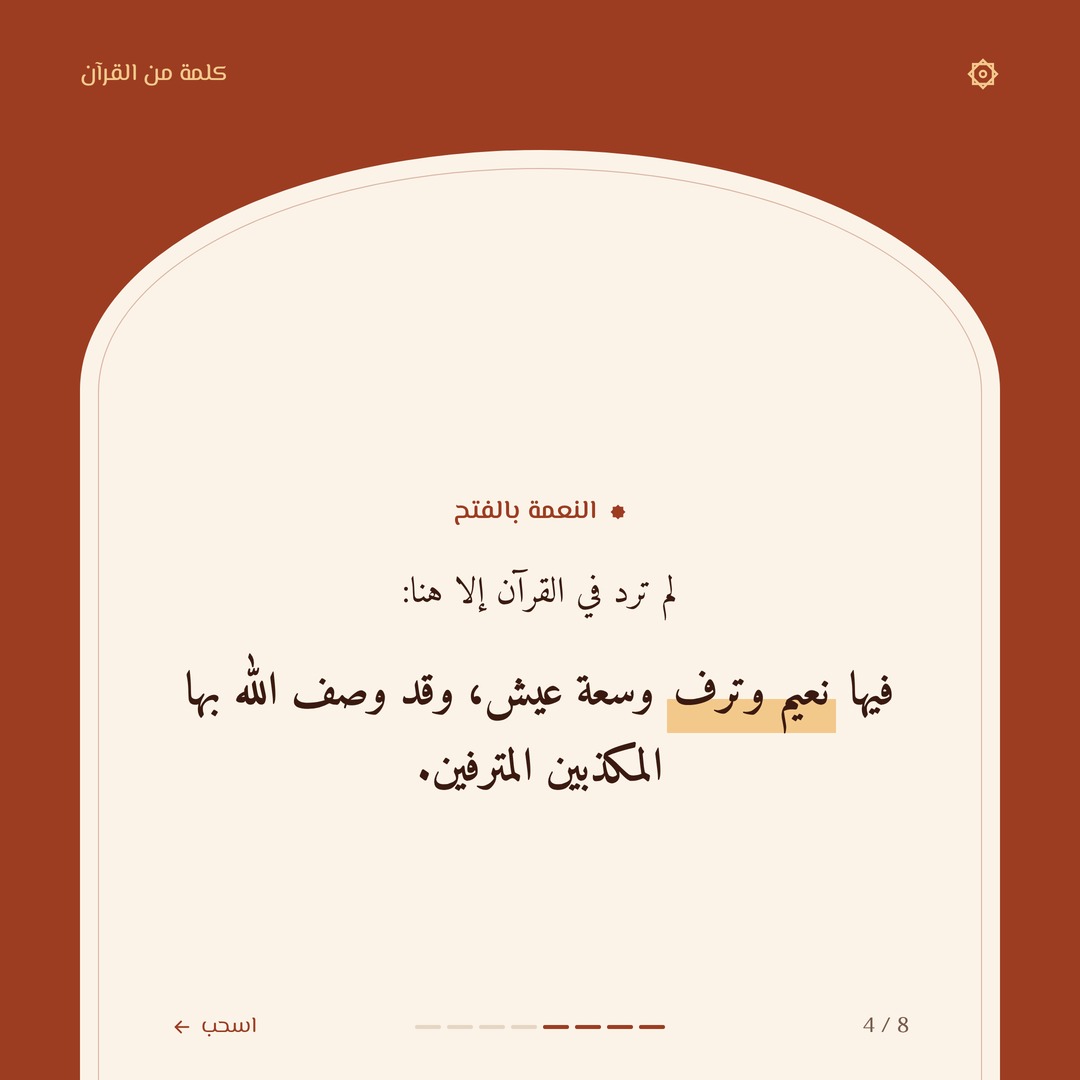 كلمة من القرآن
النعمة بالفتح
لم ترد في القرآن إلا هنا:
فيها نعيم وترف وسعة عيش، وقد وصف الله بها
المكذبين المترفين.
4 / 8
اسحب ←